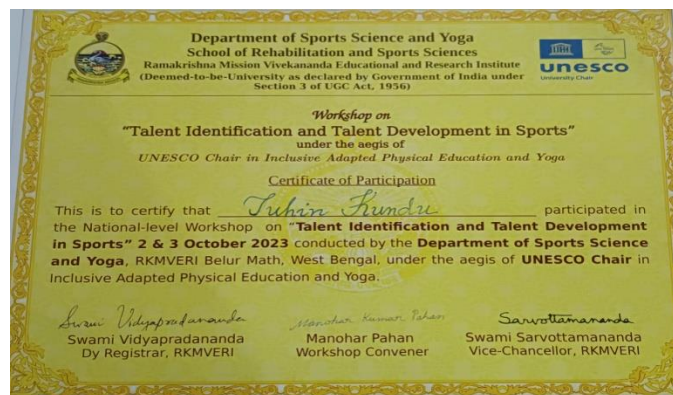 Department of Sports Science and Yoga
School of Rehabilitation and Sports Sciences
Ramakrishna Mission Vivekananda Educational and Research Institute
(Deemed-to-be-University as declared by Government of India under
Section 3 of UGC Act, 1956)
unesco
University Chair
Workshop on
"Talent Identification and Talent Development in Sports"
under the aegis of
UNESCO Chair in Inclusive Adapted Physical Education and Yoga
Certificate of Participation
This is to certify that Tuhin Kundu participated in
the National-level Workshop on "Talent Identification and Talent Development
in Sports" 2 & 3 October 2023 conducted by the Department of Sports Science
and Yoga, RKMVERI Belur Math, West Bengal, under the aegis of UNESCO Chair in
Inclusive Adapted Physical Education and Yoga.
Swami Vidyapradananda Manohar Kumar Pahan Sarvottamananda
Swami Vidyapradananda Manohar Pahan Swami Sarvottamananda
Dy Registrar, RKMVERI Workshop Convener Vice-Chancellor, RKMVERI